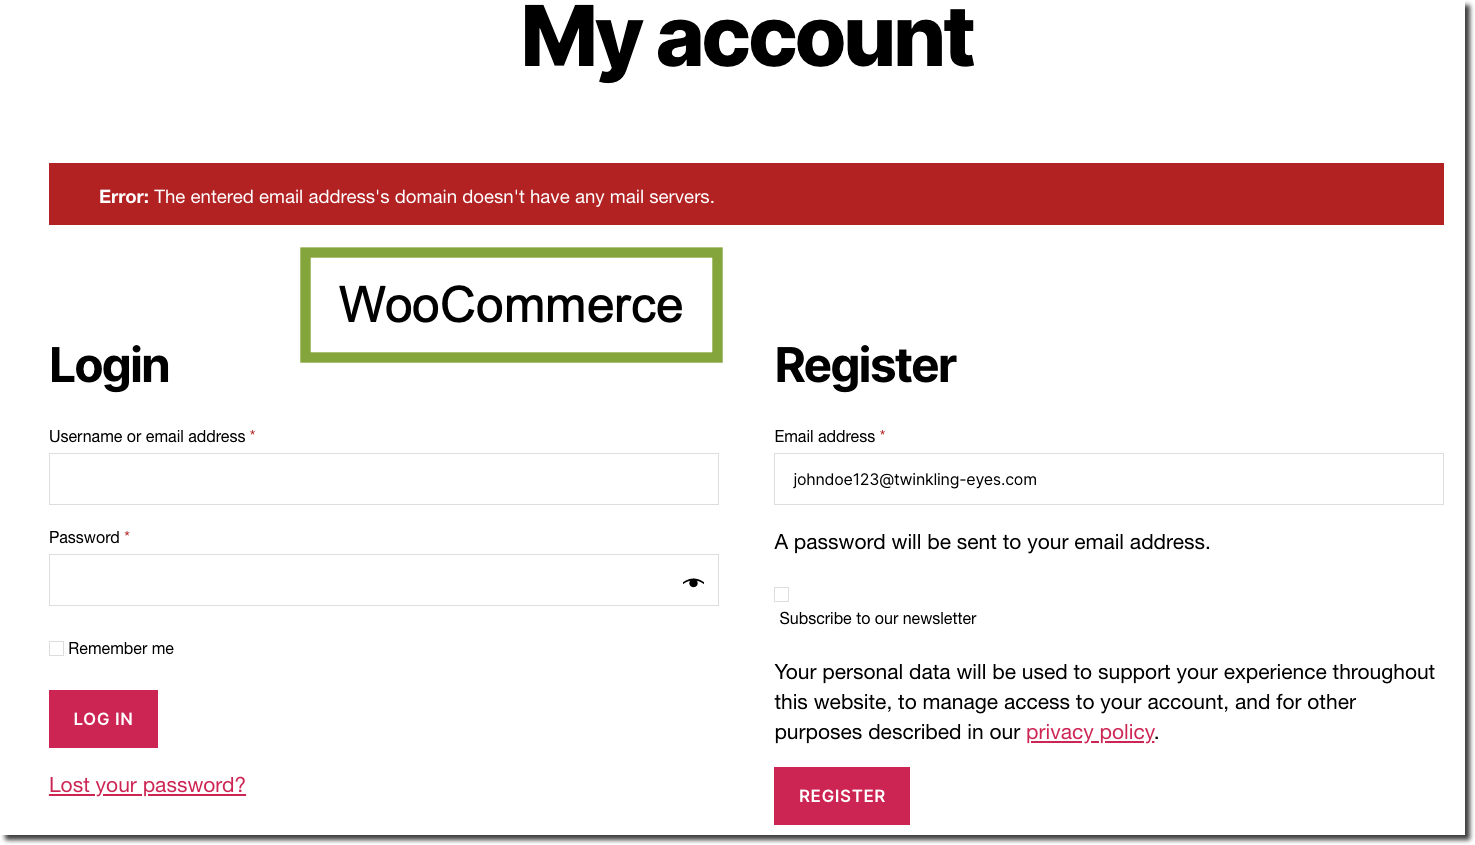 My account
Error: The entered email address's domain doesn't have any mail servers.
WooCommerce
Login
Username or email address *
Password *
Remember me
LOG IN
Lost your password?
Register
Email address *
johndoe123@twinkling-eyes.com
A password will be sent to your email address.
Subscribe to our newsletter
Your personal data will be used to support your experience throughout
this website, to manage access to your account, and for other
purposes described in our privacy policy.
REGISTER